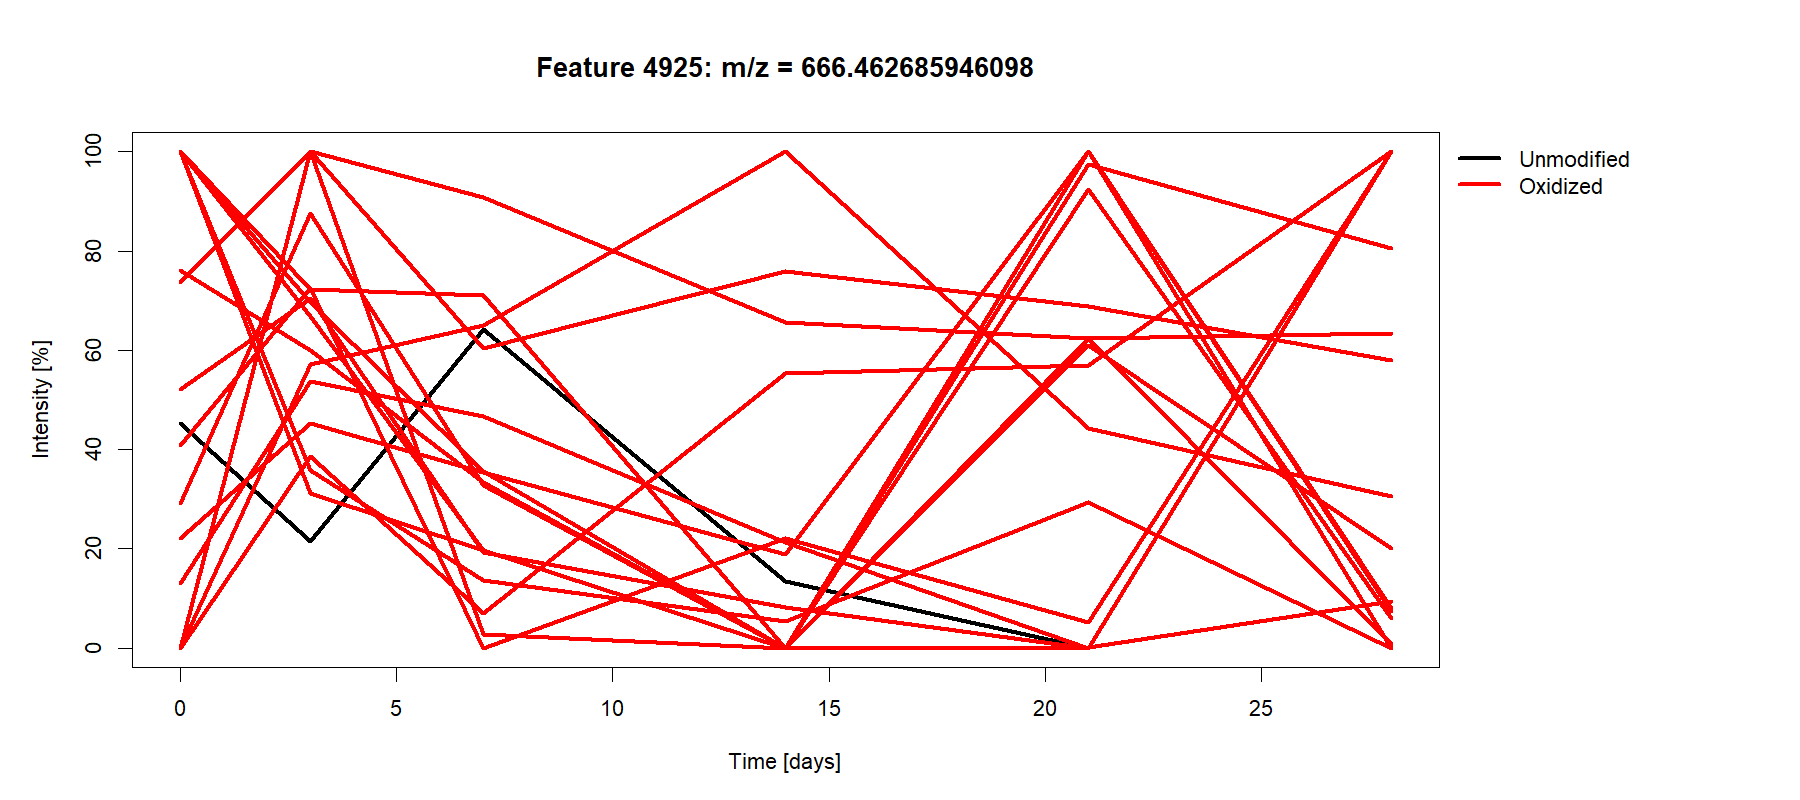 Feature 4925: m/z = 666.462685946098
Unmodified
Oxidized
Intensity [%]
100
80
60
40
20
0
0 5 10 15 20 25
Time [days]